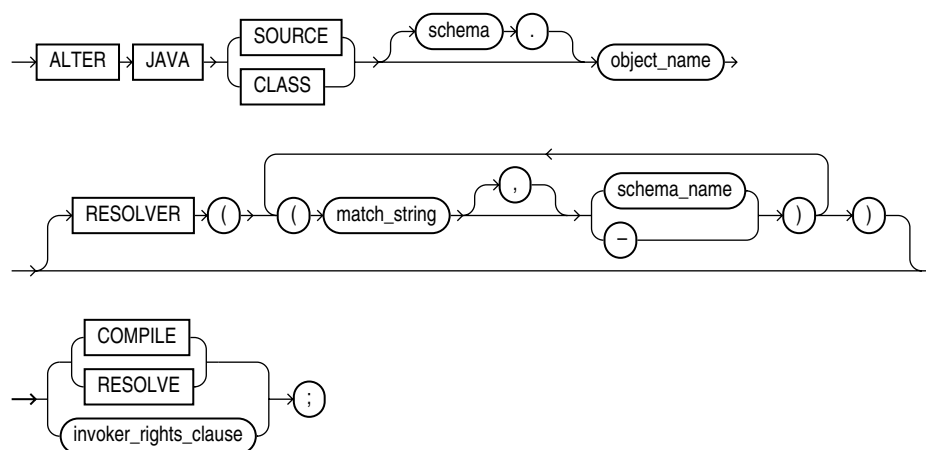 SOURCE schema .
ALTER JAVA object_name
CLASS
, schema_name
RESOLVER ( ( match_string ) )
–
COMPILE
RESOLVE ;
invoker_rights_clause